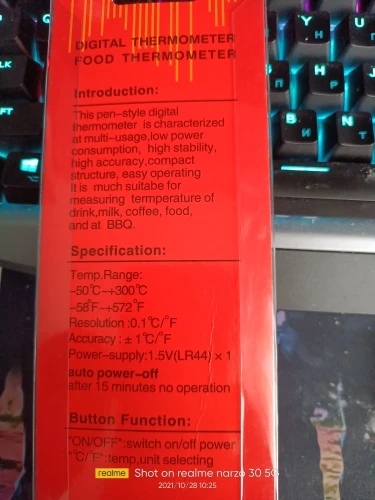 DIGITAL THERMOMETER
FOOD THERMOMETER
Introduction:
This pen-style digital
thermometer is characterized
at multi-usage,low power
consumption, high stability,
high accuracy,compact
structure, easy operating
It is much suitabe for
measuring termperature of
drink,milk, coffee, food,
and at BBQ.
Specification:
Temp.Range:
-50℃-+300℃
-58°F-+572°F
Resolution :0.1℃/°F
Accuracy : ± 1℃/°F
Power-supply:1.5V(LR44) × 1
auto power-off
after 15 minutes no operation
Button Function:
"ON/OFF":switch on/off power
"℃/°F":temp,unit selecting
realme Shot on realme narzo 30 5G
2021/10/28 10:25